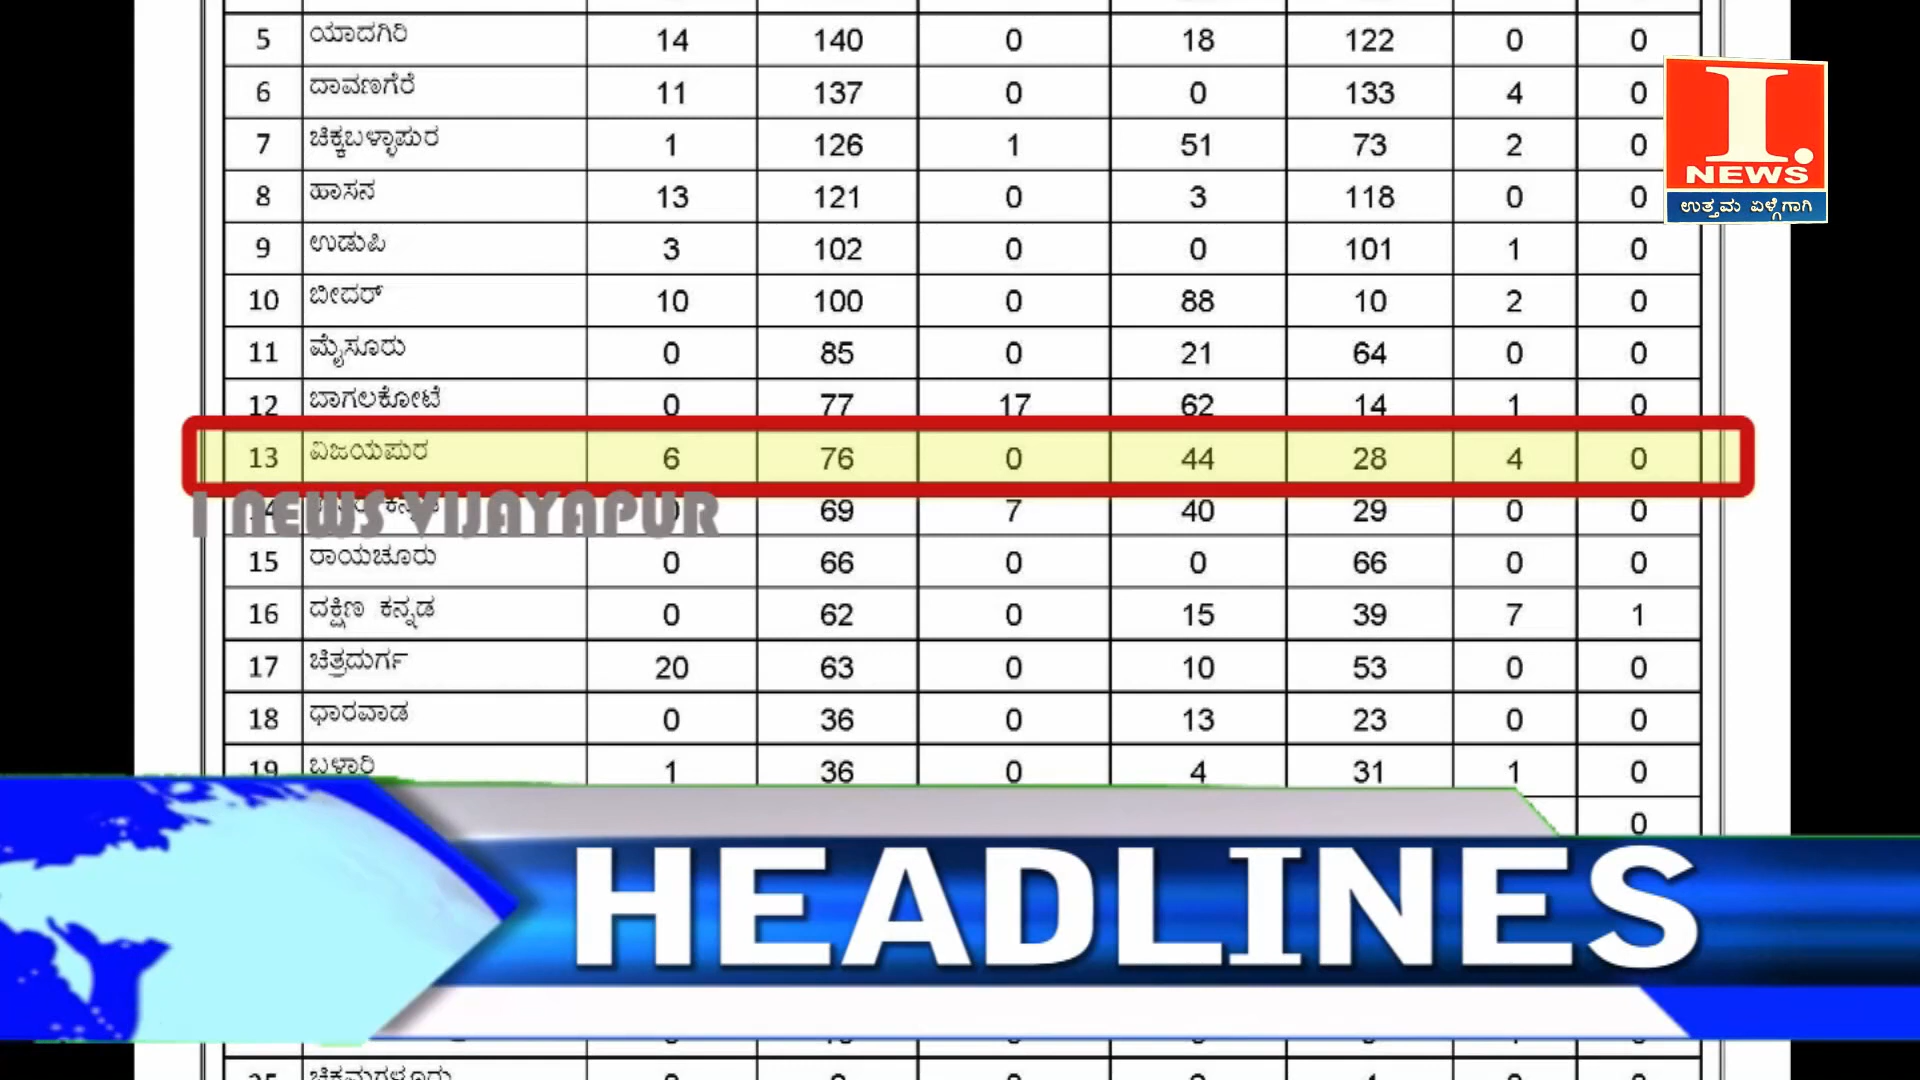 5 ಯಾದಗಿರಿ 14 140 0 18 122 0 0
6 ದಾವಣಗೆರೆ 11 137 0 0 133 4 0
7 ಚಿಕ್ಕಬಳ್ಳಾಪುರ 1 126 1 51 73 2 0
8 ಹಾಸನ 13 121 0 3 118 0 0
9 ಉಡುಪಿ 3 102 0 0 101 1 0
10 ಬೀದರ್ 10 100 0 88 10 2 0
11 ಮೈಸೂರು 0 85 0 21 64 0 0
12 ಬಾಗಲಕೋಟೆ 0 77 17 62 14 1 0
13 ವಿಜಯಪುರ 6 76 0 44 28 4 0
14 69 7 40 29 0 0
15 ರಾಯಚೂರು 0 66 0 0 66 0 0
16 ದಕ್ಷಿಣ ಕನ್ನಡ 0 62 0 15 39 7 1
17 ಚಿತ್ರದುರ್ಗ 20 63 0 10 53 0 0
18 ಧಾರವಾಡ 0 36 0 13 23 0 0
19 ಬಳ್ಳಾರಿ 1 36 0 4 31 1 0
0
I NEWS VIJAYAPUR
I.
NEWS
ಉತ್ತಮ ಏಳ್ಗೆಗಾಗಿ
HEADLINES